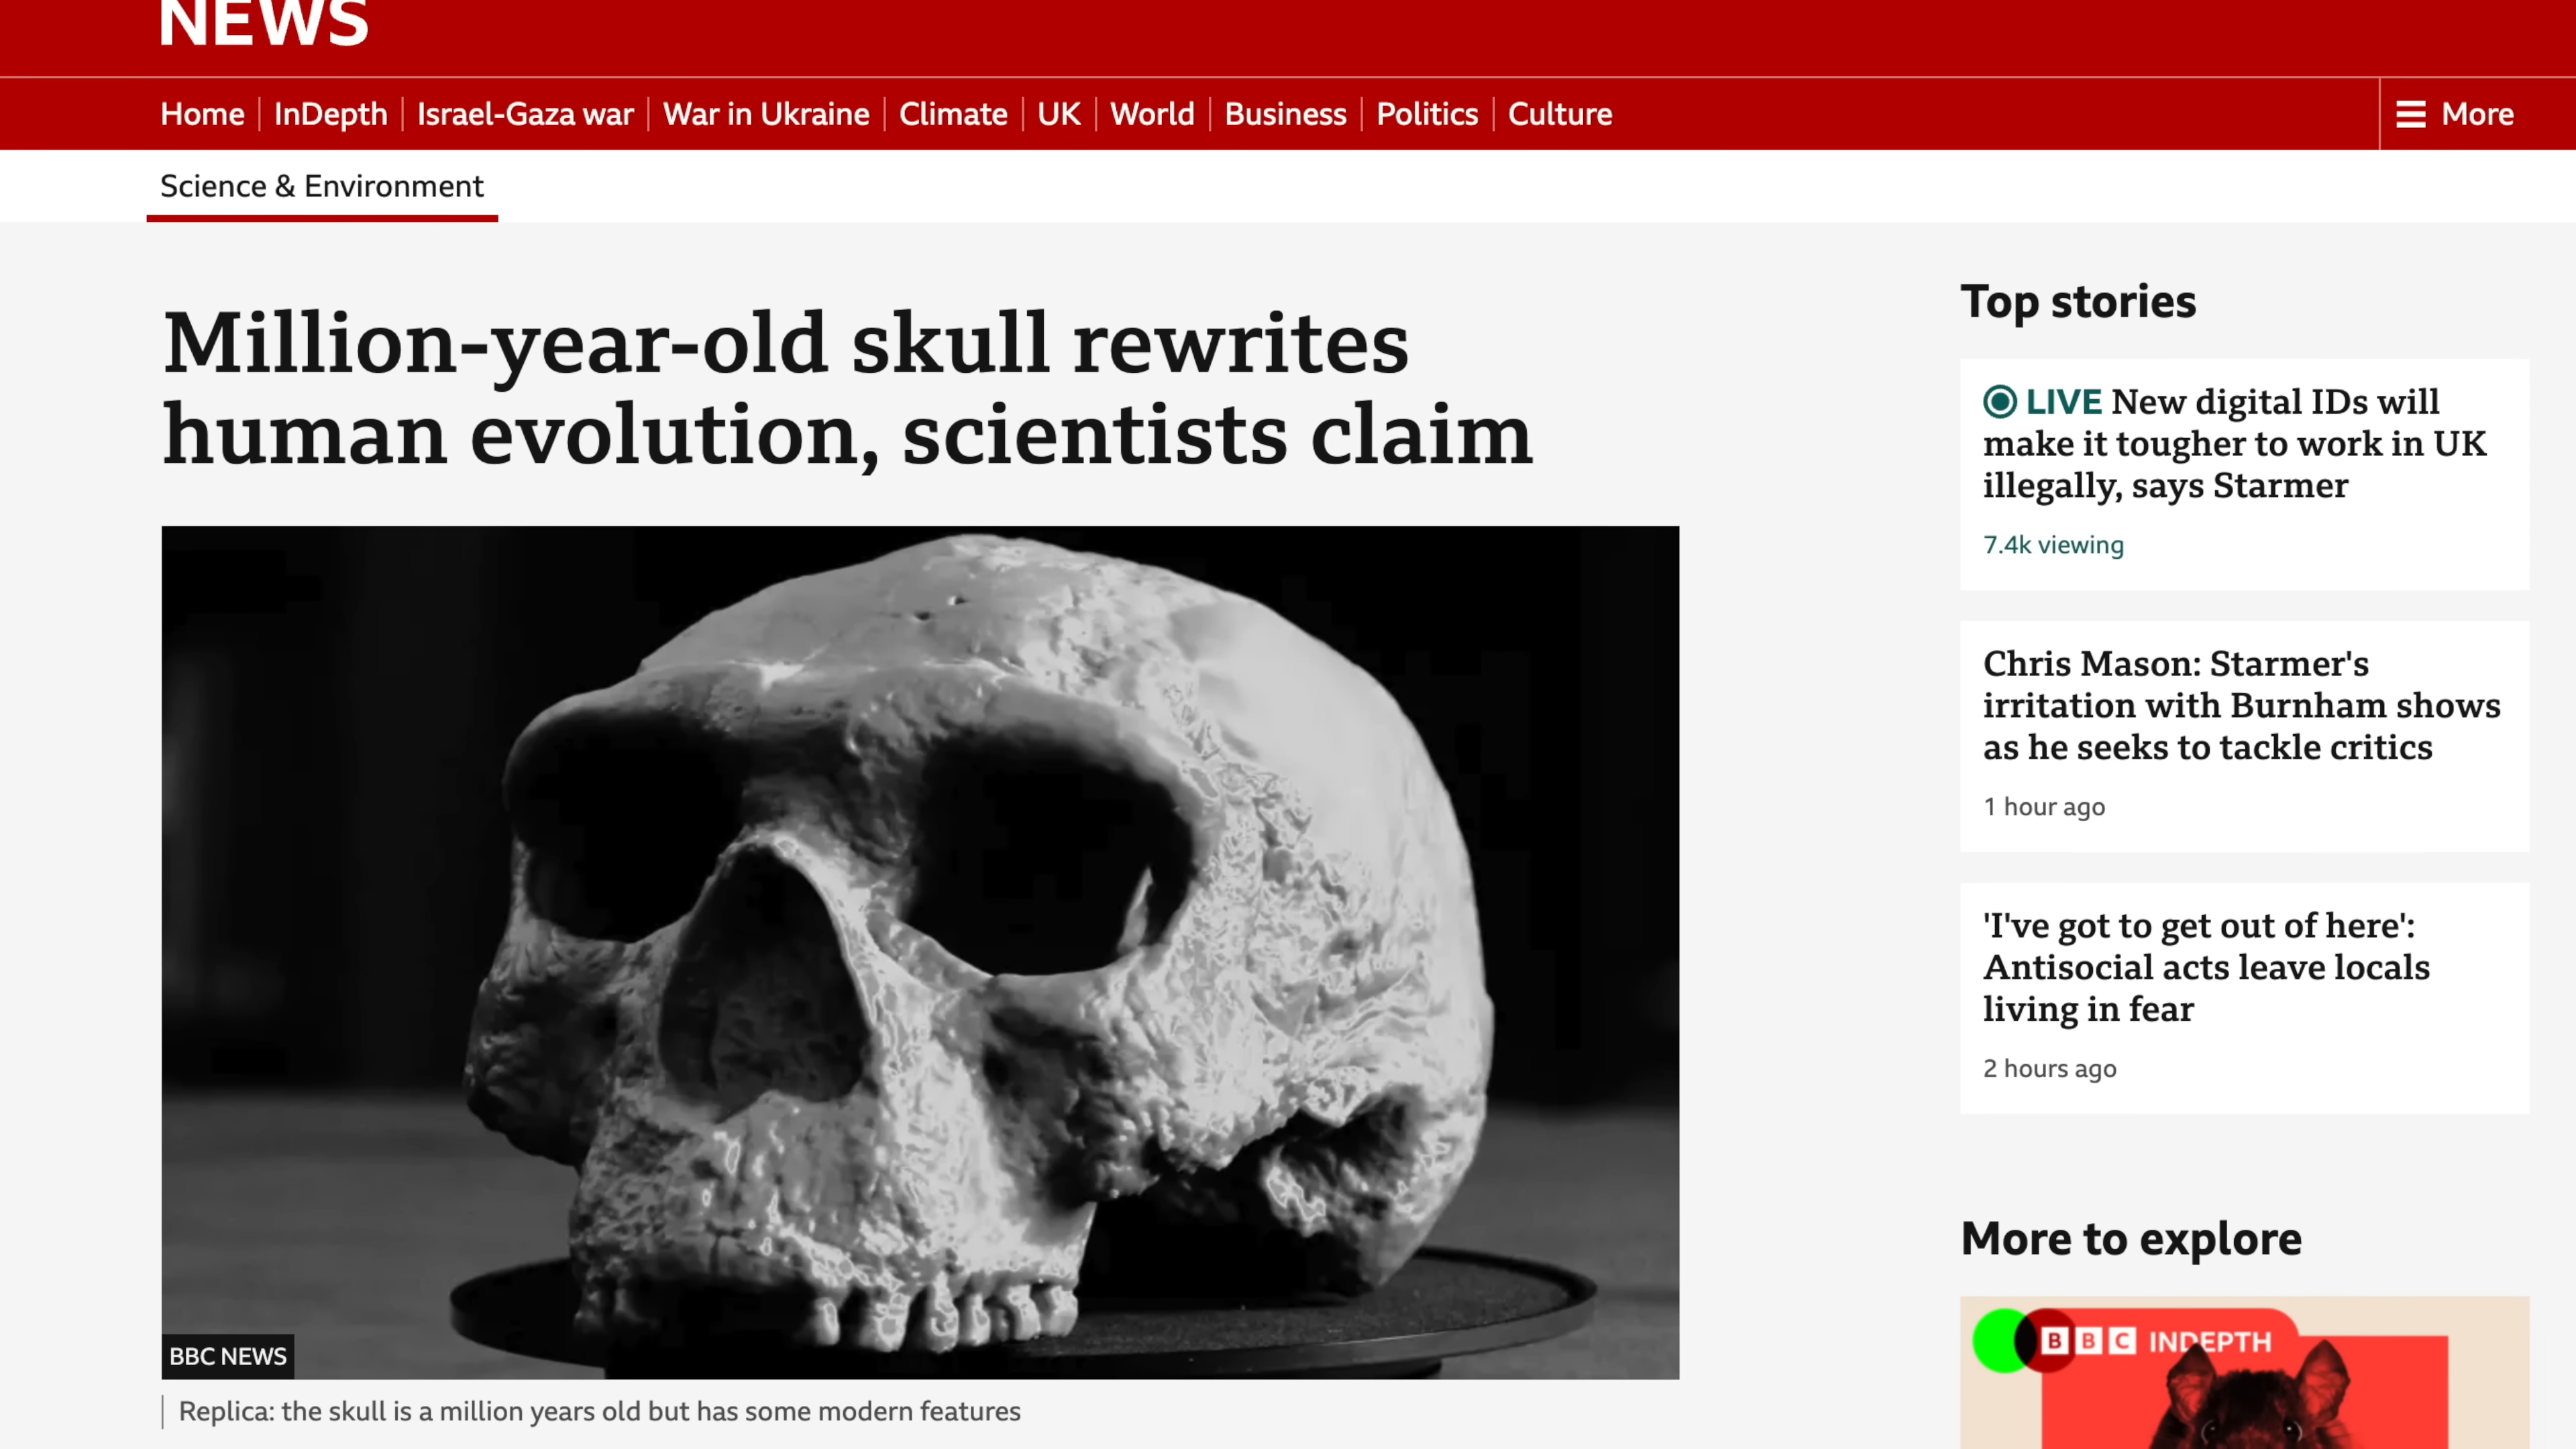 NEWS
Home
InDepth
Israel-Gaza war
War in Ukraine
Climate
UK
World
Business
Politics
Culture
More
Science & Environment
Million-year-old skull rewrites
human evolution, scientists claim
BBC NEWS
Replica: the skull is a million years old but has some modern features
Top stories
LIVE New digital IDs will
make it tougher to work in UK
illegally, says Starmer
7.4k viewing
Chris Mason: Starmer's
irritation with Burnham shows
as he seeks to tackle critics
1 hour ago
'I've got to get out of here':
Antisocial acts leave locals
living in fear
2 hours ago
More to explore
BBC INDEPTH